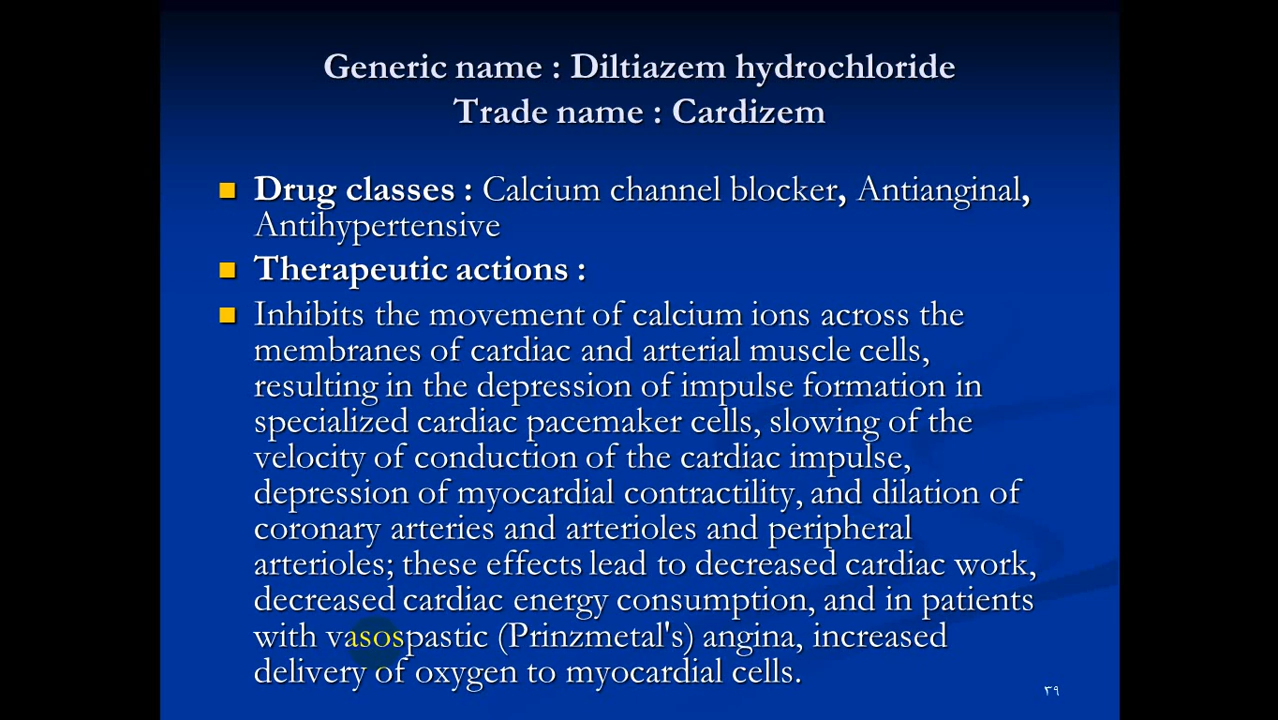 Generic name : Diltiazem hydrochloride
Trade name : Cardizem
Drug classes : Calcium channel blocker, Antianginal,
Antihypertensive
Therapeutic actions :
Inhibits the movement of calcium ions across the
membranes of cardiac and arterial muscle cells,
resulting in the depression of impulse formation in
specialized cardiac pacemaker cells, slowing of the
velocity of conduction of the cardiac impulse,
depression of myocardial contractility, and dilation of
coronary arteries and arterioles and peripheral
arterioles; these effects lead to decreased cardiac work,
decreased cardiac energy consumption, and in patients
with vasospastic (Prinzmetal's) angina, increased
delivery of oxygen to myocardial cells.
٣٩